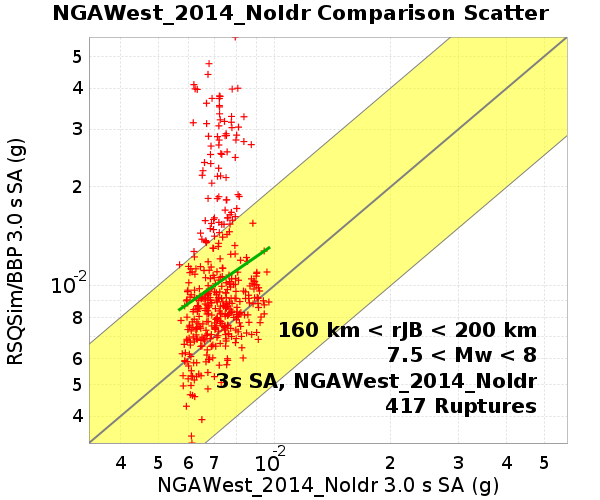 NGAWest_2014_NoIdr Comparison Scatter
RSQSim/BBP 3.0 s SA (g)
5
4
3
2
10-2
8
6
5
4
160 km < rJB < 200 km
7.5 < Mw < 8
3s SA, NGAWest_2014_NoIdr
417 Ruptures
4 5 6 7 10-2 2 3 4 5
NGAWest_2014_NoIdr 3.0 s SA (g)